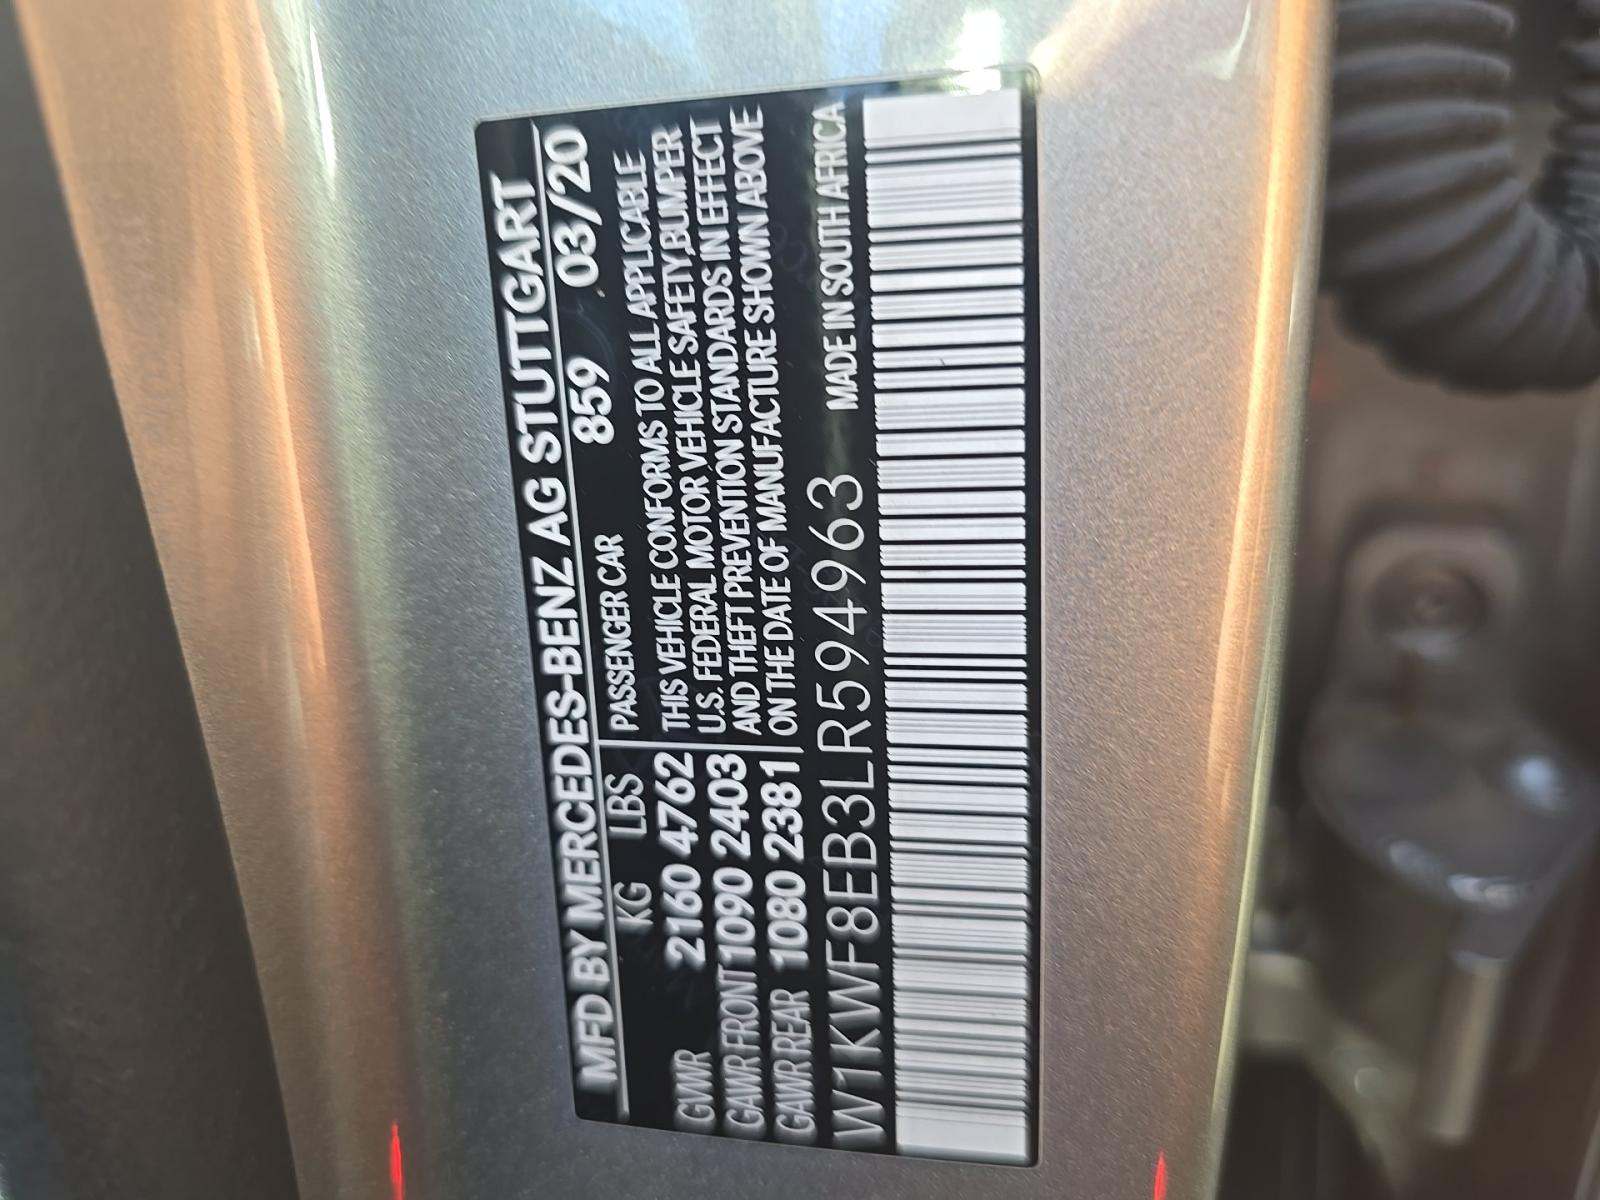 MFD BY MERCEDES-BENZ AG STUTTGART
KG LBS PASSENGER CAR 859 03/20
GVWR 2160 4762 THIS VEHICLE CONFORMS TO ALL APPLICABLE
GAWR FRONT 1090 2403 U.S. FEDERAL MOTOR VEHICLE SAFETY,BUMPER
GAWR REAR 1080 2381 AND THEFT PREVENTION STANDARDS IN EFFECT
ON THE DATE OF MANUFACTURE SHOWN ABOVE
W1KWF8EB3LR594963 MADE IN SOUTH AFRICA